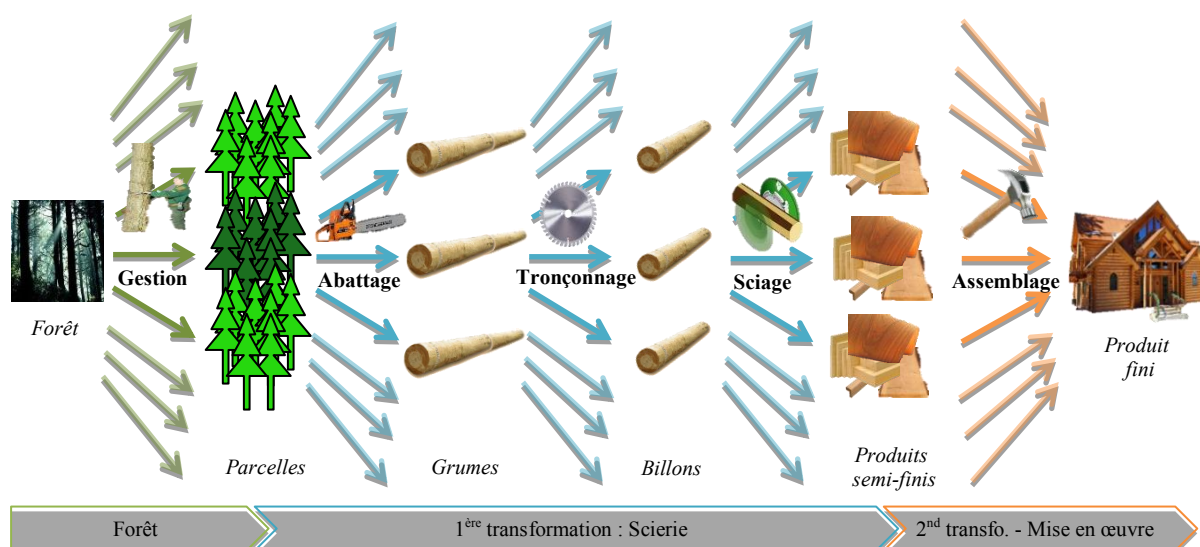 Gestion
Abattage
Tronçonnage
Sciage
Assemblage
Forêt
Parcelles
Grumes
Billons
Produits
semi-finis
Produit
fini
Forêt
1ère transformation : Scierie
2nd transfo. - Mise en œuvre